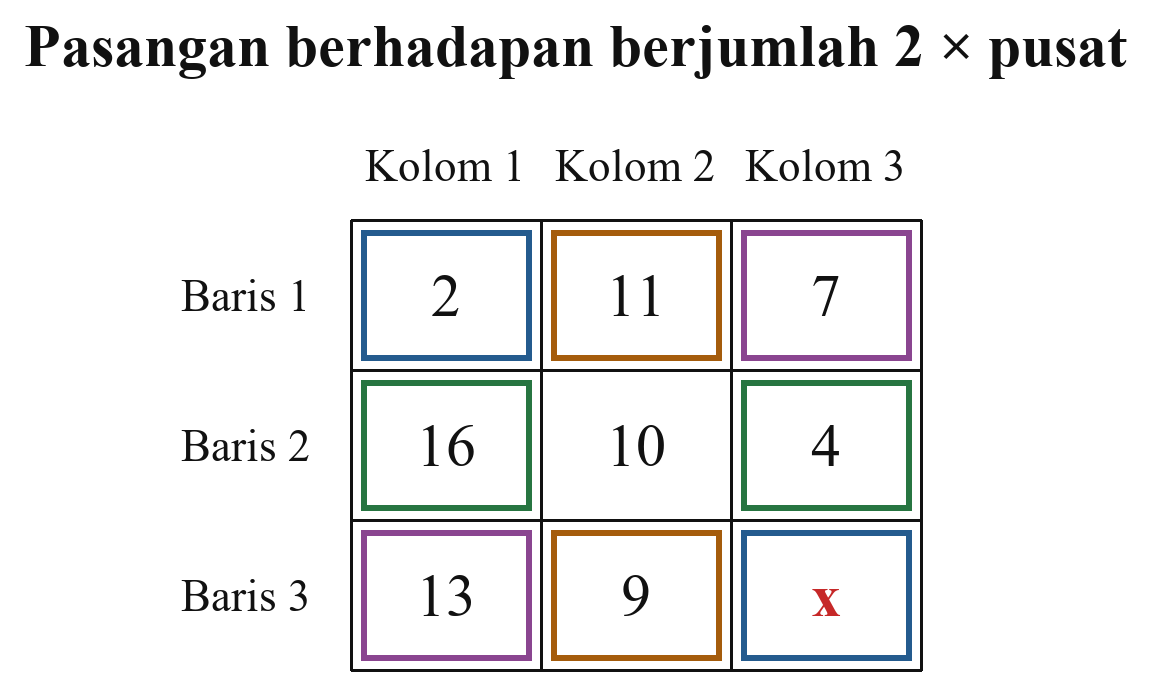 Pasangan berhadapan berjumlah 2 × pusat
Kolom 1 Kolom 2 Kolom 3
Baris 1 2 11 7
Baris 2 16 10 4
Baris 3 13 9 x